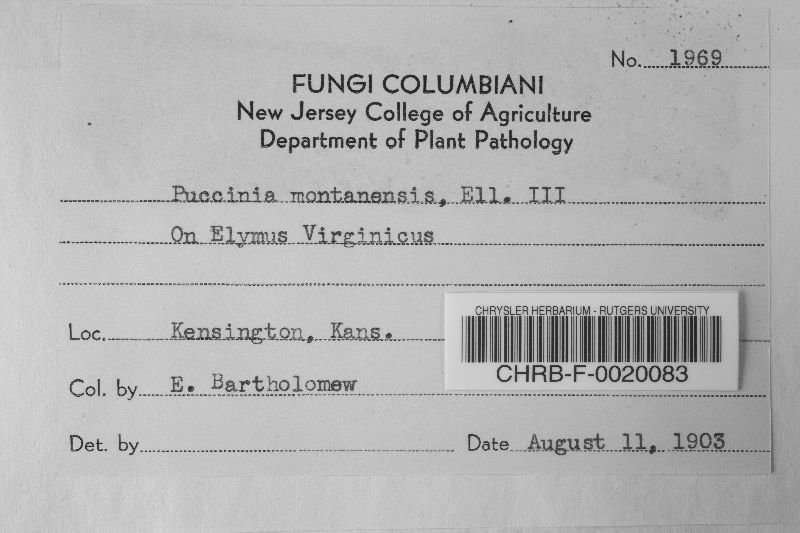 No. 1969
FUNGI COLUMBIANI
New Jersey College of Agriculture
Department of Plant Pathology
Puccinia montanensis, Ell. III
On Elymus Virginicus
Loc. Kensington, Kans.
CHRYSLER HERBARIUM - RUTGERS UNIVERSITY
CHRB-F-0020083
Col. by E. Bartholomew
Det. by Date August 11, 1903